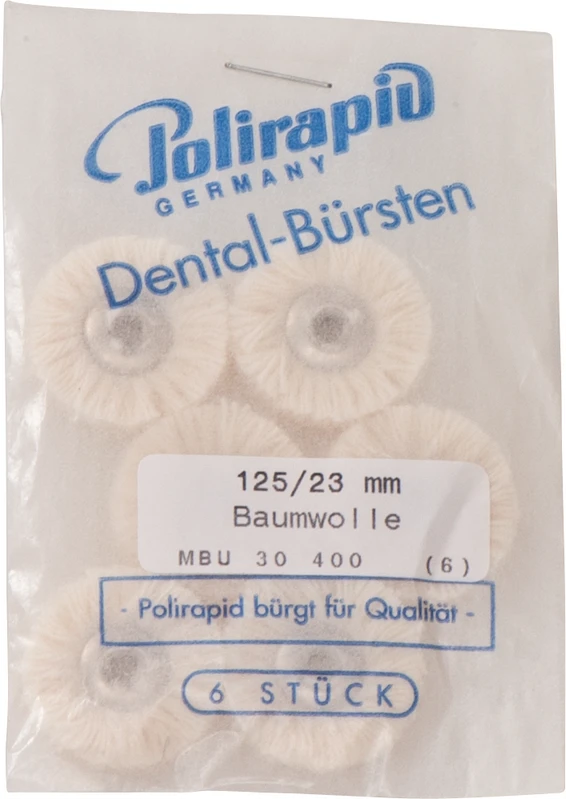 Polirapid
GERMANY
Dental-Bürsten
125/23 mm
Baumwolle
MBU 30 400 (6)
- Polirapid bürgt für Qualität -
6 STÜCK